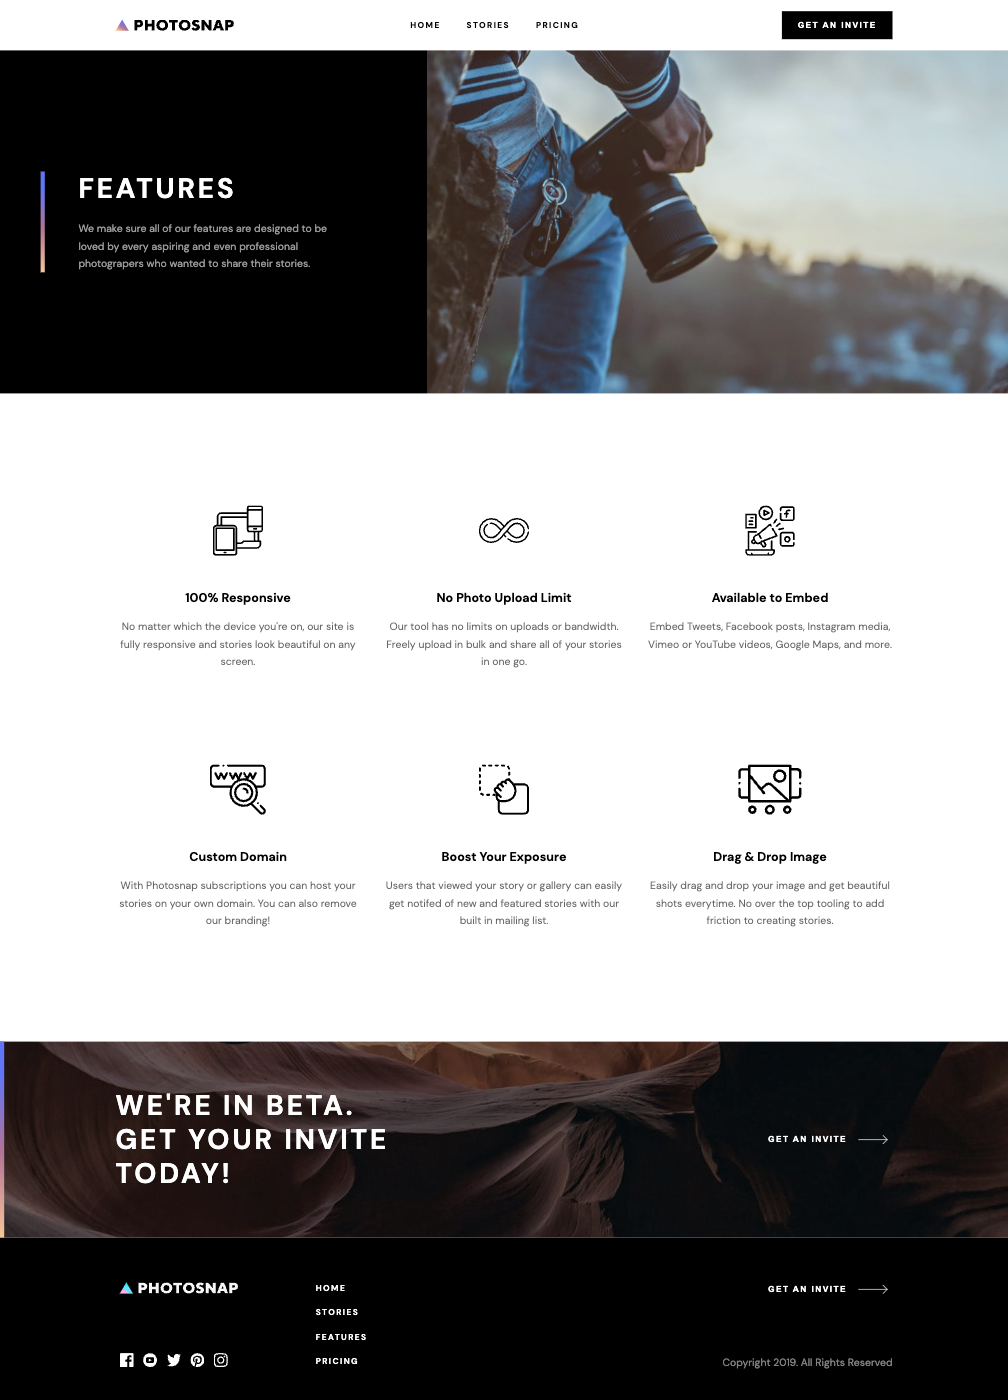 PHOTOSNAP
HOME STORIES PRICING
GET AN INVITE
FEATURES
We make sure all of our features are designed to be
loved by every aspiring and even professional
photograpers who wanted to share their stories.
100% Responsive
No matter which the device you're on, our site is
fully responsive and stories look beautiful on any
screen.
No Photo Upload Limit
Our tool has no limits on uploads or bandwidth.
Freely upload in bulk and share all of your stories
in one go.
Available to Embed
Embed Tweets, Facebook posts, Instagram media,
Vimeo or YouTube videos, Google Maps, and more.
www
Custom Domain
With Photosnap subscriptions you can host your
stories on your own domain. You can also remove
our branding!
Boost Your Exposure
Users that viewed your story or gallery can easily
get notifed of new and featured stories with our
built in mailing list.
Drag & Drop Image
Easily drag and drop your image and get beautiful
shots everytime. No over the top tooling to add
friction to creating stories.
WE'RE IN BETA.
GET YOUR INVITE
TODAY!
GET AN INVITE
PHOTOSNAP
HOME
STORIES
FEATURES
PRICING
GET AN INVITE
Copyright 2019. All Rights Reserved